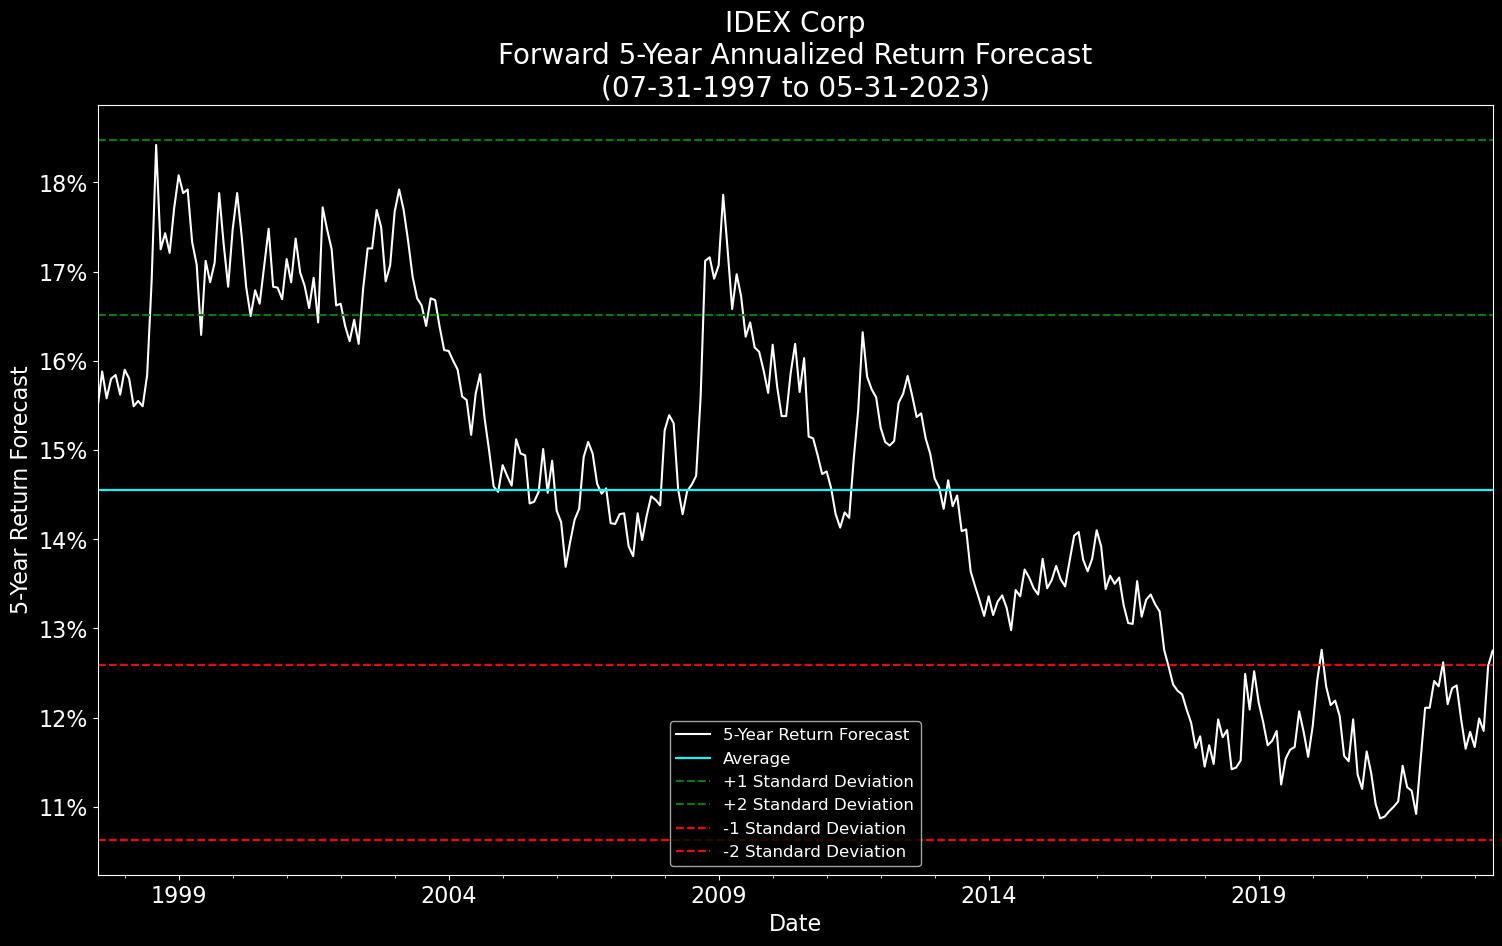 IDEX Corp
Forward 5-Year Annualized Return Forecast
(07-31-1997 to 05-31-2023)
5-Year Return Forecast
18%
17%
16%
15%
14%
13%
12%
11%
5-Year Return Forecast
Average
+1 Standard Deviation
+2 Standard Deviation
-1 Standard Deviation
-2 Standard Deviation
1999 2004 2009 2014 2019
Date